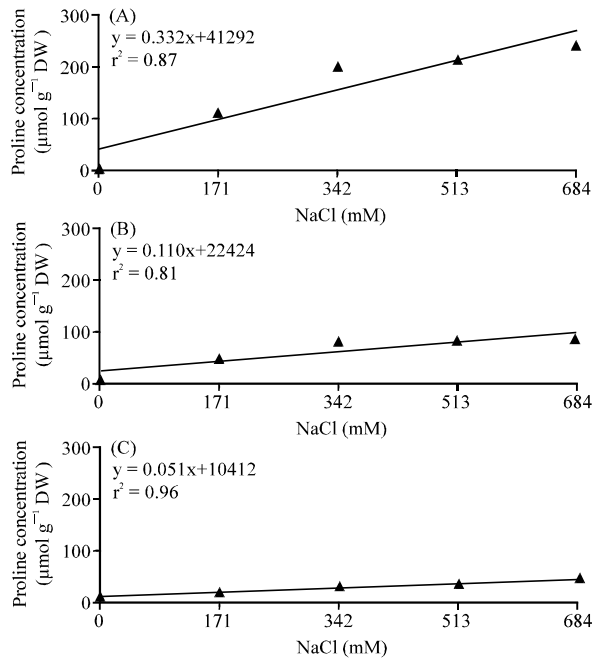 (A)
y = 0.332x+41292
r² = 0.87
Proline concentration
(μmol g⁻¹ DW)
300
200
100
0
0 171 342 513 684
NaCl (mM)
(B)
y = 0.110x+22424
r² = 0.81
Proline concentration
(μmol g⁻¹ DW)
300
200
100
0
0 171 342 513 684
NaCl (mM)
(C)
y = 0.051x+10412
r² = 0.96
Proline concentration
(μmol g⁻¹ DW)
300
200
100
0
0 171 342 513 684
NaCl (mM)